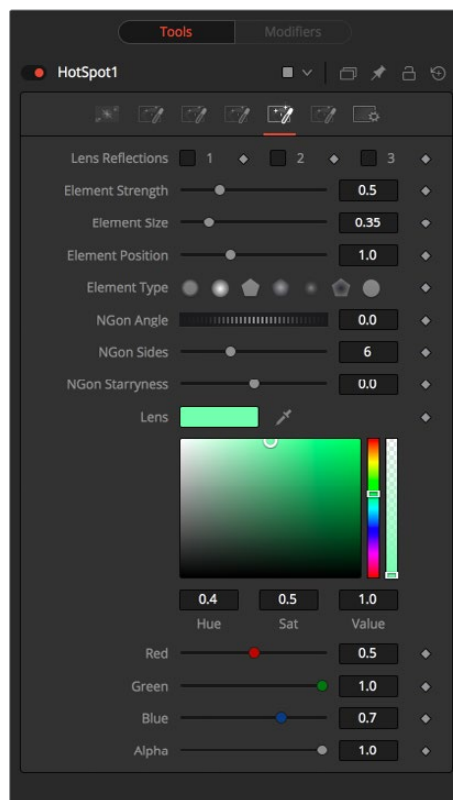 Tools Modifiers
HotSpot1
Lens Reflections 1 2 3
Element Strength 0.5
Element Size 0.35
Element Position 1.0
Element Type
NGon Angle 0.0
NGon Sides 6
NGon Starryness 0.0
Lens
0.4 0.5 1.0
Hue Sat Value
Red 0.5
Green 1.0
Blue 0.7
Alpha 1.0